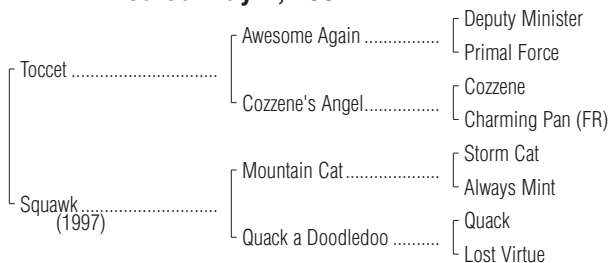 Deputy Minister
Awesome Again ................
Primal Force
Toccet ...............................
Cozzene
Cozzene's Angel................
Charming Pan (FR)
Storm Cat
Mountain Cat....................
Always Mint
Squawk.............................
(1997)
Quack
Quack a Doodledoo ..........
Lost Virtue